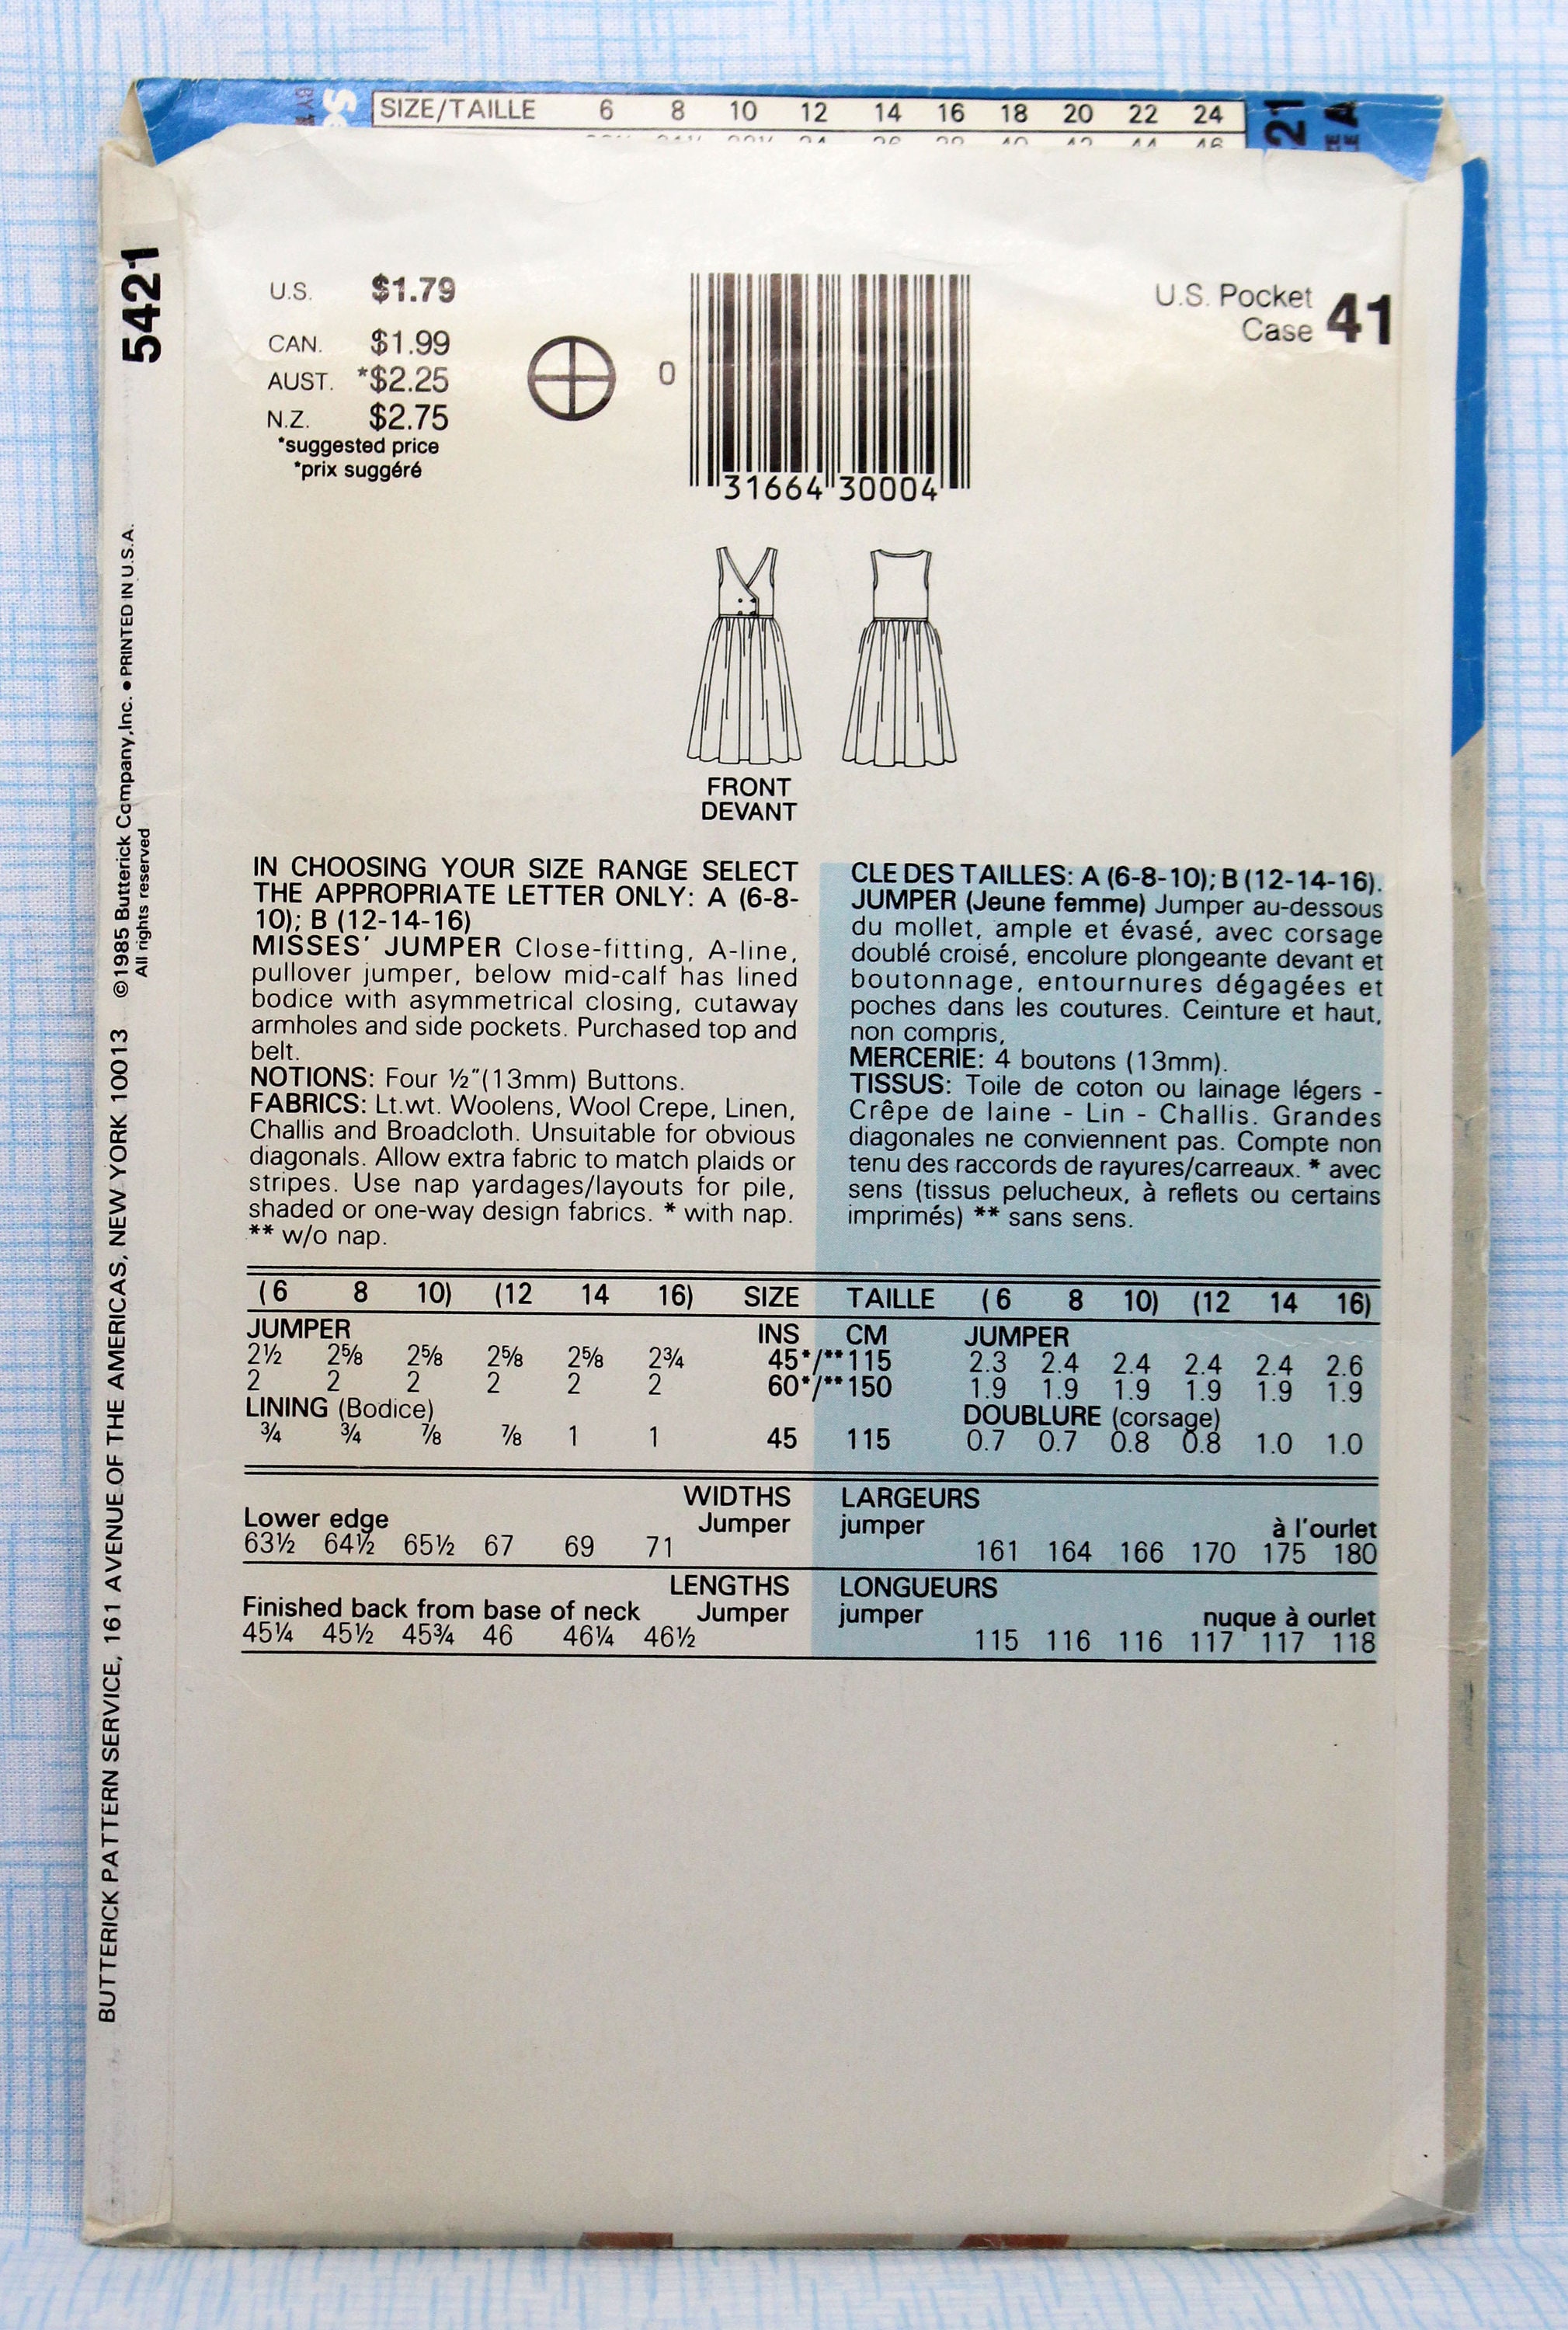 SIZE/TAILLE 6 8 10 12 14 16 18 20 22 24
5421
©1985 Butterick Company,Inc. • PRINTED IN U.S.A.
All rights reserved
BUTTERICK PATTERN SERVICE, 161 AVENUE OF THE AMERICAS, NEW YORK 10013
U.S. $1.79
CAN. $1.99
AUST. *$2.25
N.Z. $2.75
*suggested price
*prix suggéré
0 31664 30004
U.S. Pocket
Case 41
FRONT
DEVANT
IN CHOOSING YOUR SIZE RANGE SELECT
THE APPROPRIATE LETTER ONLY: A (6-8-
10); B (12-14-16)
MISSES' JUMPER Close-fitting, A-line,
pullover jumper, below mid-calf has lined
bodice with asymmetrical closing, cutaway
armholes and side pockets. Purchased top and
belt.
NOTIONS: Four ½"(13mm) Buttons.
FABRICS: Lt.wt. Woolens, Wool Crepe, Linen,
Challis and Broadcloth. Unsuitable for obvious
diagonals. Allow extra fabric to match plaids or
stripes. Use nap yardages/layouts for pile,
shaded or one-way design fabrics. * with nap.
** w/o nap.
CLE DES TAILLES: A (6-8-10); B (12-14-16).
JUMPER (Jeune femme) Jumper au-dessous
du mollet, ample et évasé, avec corsage
doublé croisé, encolure plongeante devant et
boutonnage, entournures dégagées et
poches dans les coutures. Ceinture et haut,
non compris,
MERCERIE: 4 boutons (13mm).
TISSUS: Toile de coton ou lainage légers -
Crêpe de laine - Lin - Challis. Grandes
diagonales ne conviennent pas. Compte non
tenu des raccords de rayures/carreaux. * avec
sens (tissus pelucheux, à reflets ou certains
imprimés) ** sans sens.
(6 8 10) (12 14 16) SIZE TAILLE (6 8 10) (12 14 16)
JUMPER INS CM JUMPER
2½ 2⅝ 2⅝ 2⅝ 2⅝ 2¾ 45*/**115 2.3 2.4 2.4 2.4 2.4 2.6
2 2 2 2 2 2 60*/**150 1.9 1.9 1.9 1.9 1.9 1.9
LINING (Bodice) DOUBLURE (corsage)
¾ ¾ ⅞ ⅞ 1 1 45 115 0.7 0.7 0.8 0.8 1.0 1.0
WIDTHS LARGEURS
Lower edge Jumper jumper à l'ourlet
63½ 64½ 65½ 67 69 71 161 164 166 170 175 180
LENGTHS LONGUEURS
Finished back from base of neck Jumper jumper nuque à ourlet
45¼ 45½ 45¾ 46 46¼ 46½ 115 116 116 117 117 118